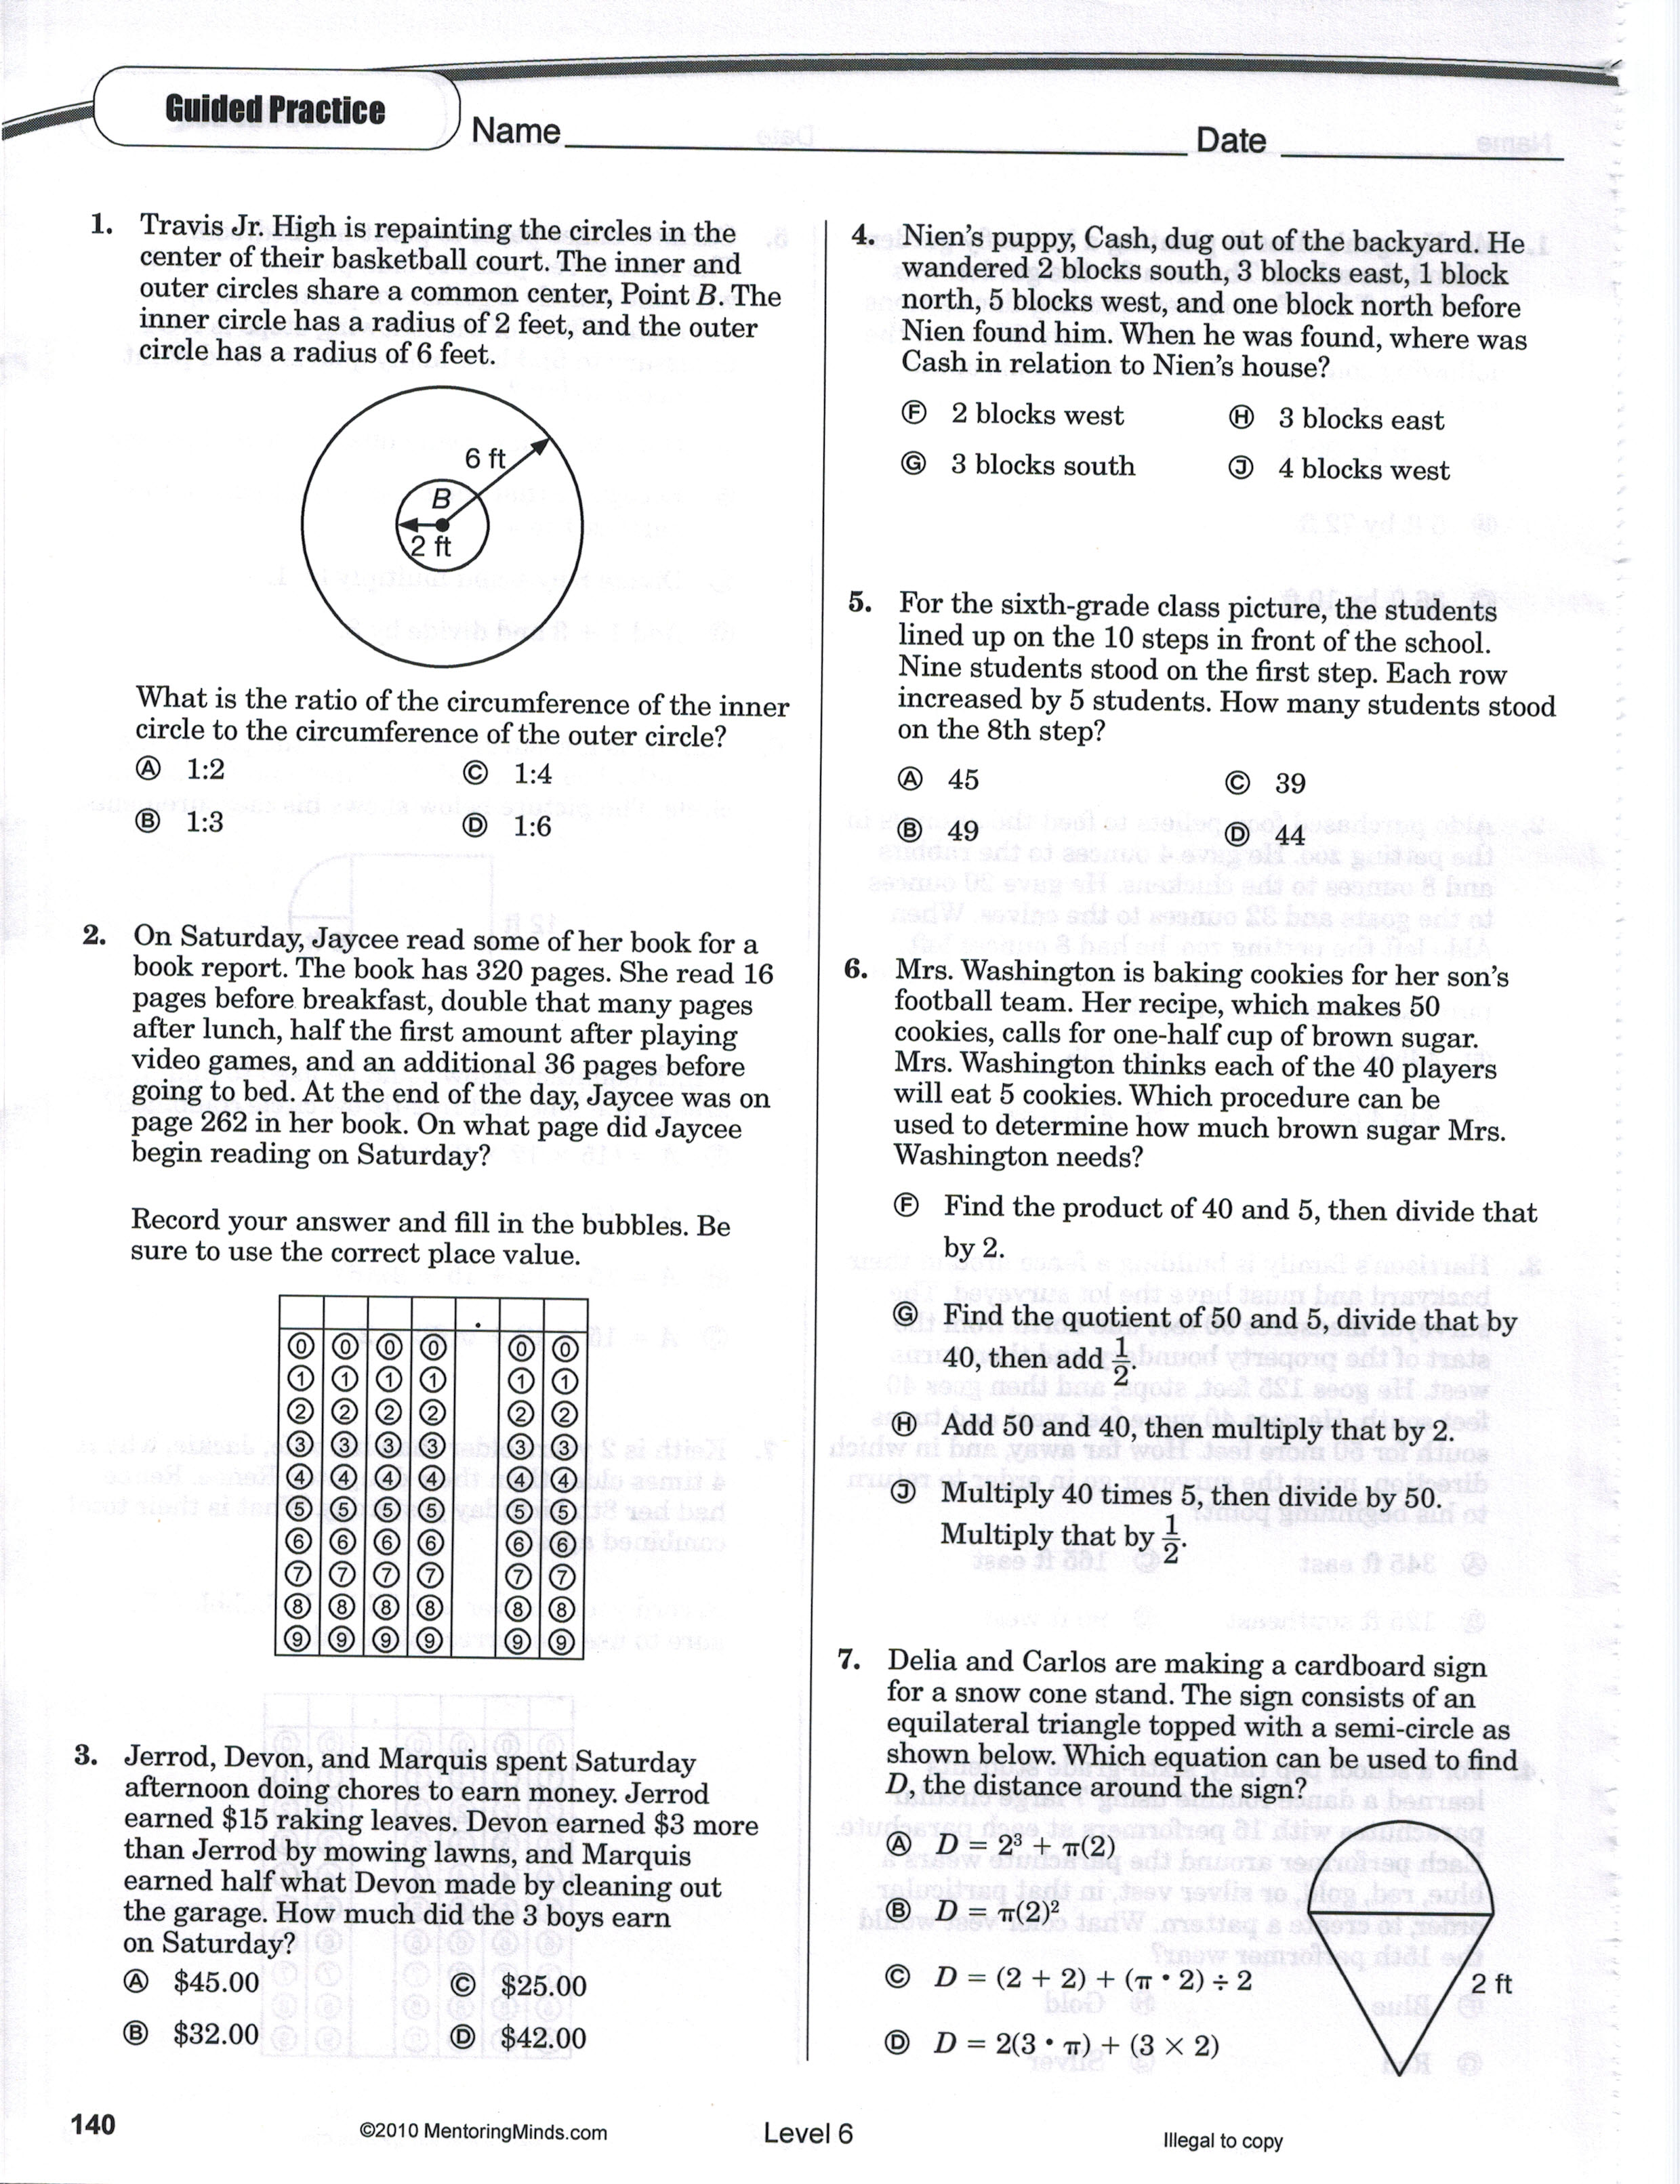 Guided Practice
Name
Date
1. Travis Jr. High is repainting the circles in the
center of their basketball court. The inner and
outer circles share a common center, Point B. The
inner circle has a radius of 2 feet, and the outer
circle has a radius of 6 feet.
6 ft
B
2 ft
What is the ratio of the circumference of the inner
circle to the circumference of the outer circle?
Ⓐ 1:2
Ⓒ 1:4
Ⓑ 1:3
Ⓓ 1:6
2. On Saturday, Jaycee read some of her book for a
book report. The book has 320 pages. She read 16
pages before breakfast, double that many pages
after lunch, half the first amount after playing
video games, and an additional 36 pages before
going to bed. At the end of the day, Jaycee was on
page 262 in her book. On what page did Jaycee
begin reading on Saturday?
Record your answer and fill in the bubbles. Be
sure to use the correct place value.
.
⓪ ⓪ ⓪ ⓪ ⓪ ⓪
① ① ① ① ① ①
② ② ② ② ② ②
③ ③ ③ ③ ③ ③
④ ④ ④ ④ ④ ④
⑤ ⑤ ⑤ ⑤ ⑤ ⑤
⑥ ⑥ ⑥ ⑥ ⑥ ⑥
⑦ ⑦ ⑦ ⑦ ⑦ ⑦
⑧ ⑧ ⑧ ⑧ ⑧ ⑧
⑨ ⑨ ⑨ ⑨ ⑨ ⑨
3. Jerrod, Devon, and Marquis spent Saturday
afternoon doing chores to earn money. Jerrod
earned $15 raking leaves. Devon earned $3 more
than Jerrod by mowing lawns, and Marquis
earned half what Devon made by cleaning out
the garage. How much did the 3 boys earn
on Saturday?
Ⓐ $45.00
Ⓒ $25.00
Ⓑ $32.00
Ⓓ $42.00
4. Nien's puppy, Cash, dug out of the backyard. He
wandered 2 blocks south, 3 blocks east, 1 block
north, 5 blocks west, and one block north before
Nien found him. When he was found, where was
Cash in relation to Nien's house?
Ⓕ 2 blocks west
Ⓗ 3 blocks east
Ⓖ 3 blocks south
Ⓙ 4 blocks west
5. For the sixth-grade class picture, the students
lined up on the 10 steps in front of the school.
Nine students stood on the first step. Each row
increased by 5 students. How many students stood
on the 8th step?
Ⓐ 45
Ⓒ 39
Ⓑ 49
Ⓓ 44
6. Mrs. Washington is baking cookies for her son's
football team. Her recipe, which makes 50
cookies, calls for one-half cup of brown sugar.
Mrs. Washington thinks each of the 40 players
will eat 5 cookies. Which procedure can be
used to determine how much brown sugar Mrs.
Washington needs?
Ⓕ Find the product of 40 and 5, then divide that
by 2.
Ⓖ Find the quotient of 50 and 5, divide that by
40, then add 1/2.
Ⓗ Add 50 and 40, then multiply that by 2.
Ⓙ Multiply 40 times 5, then divide by 50.
Multiply that by 1/2.
7. Delia and Carlos are making a cardboard sign
for a snow cone stand. The sign consists of an
equilateral triangle topped with a semi-circle as
shown below. Which equation can be used to find
D, the distance around the sign?
Ⓐ D = 2³ + π(2)
Ⓑ D = π(2)²
Ⓒ D = (2 + 2) + (π • 2) ÷ 2
Ⓓ D = 2(3 • π) + (3 × 2)
2 ft
140
©2010 MentoringMinds.com
Level 6
Illegal to copy